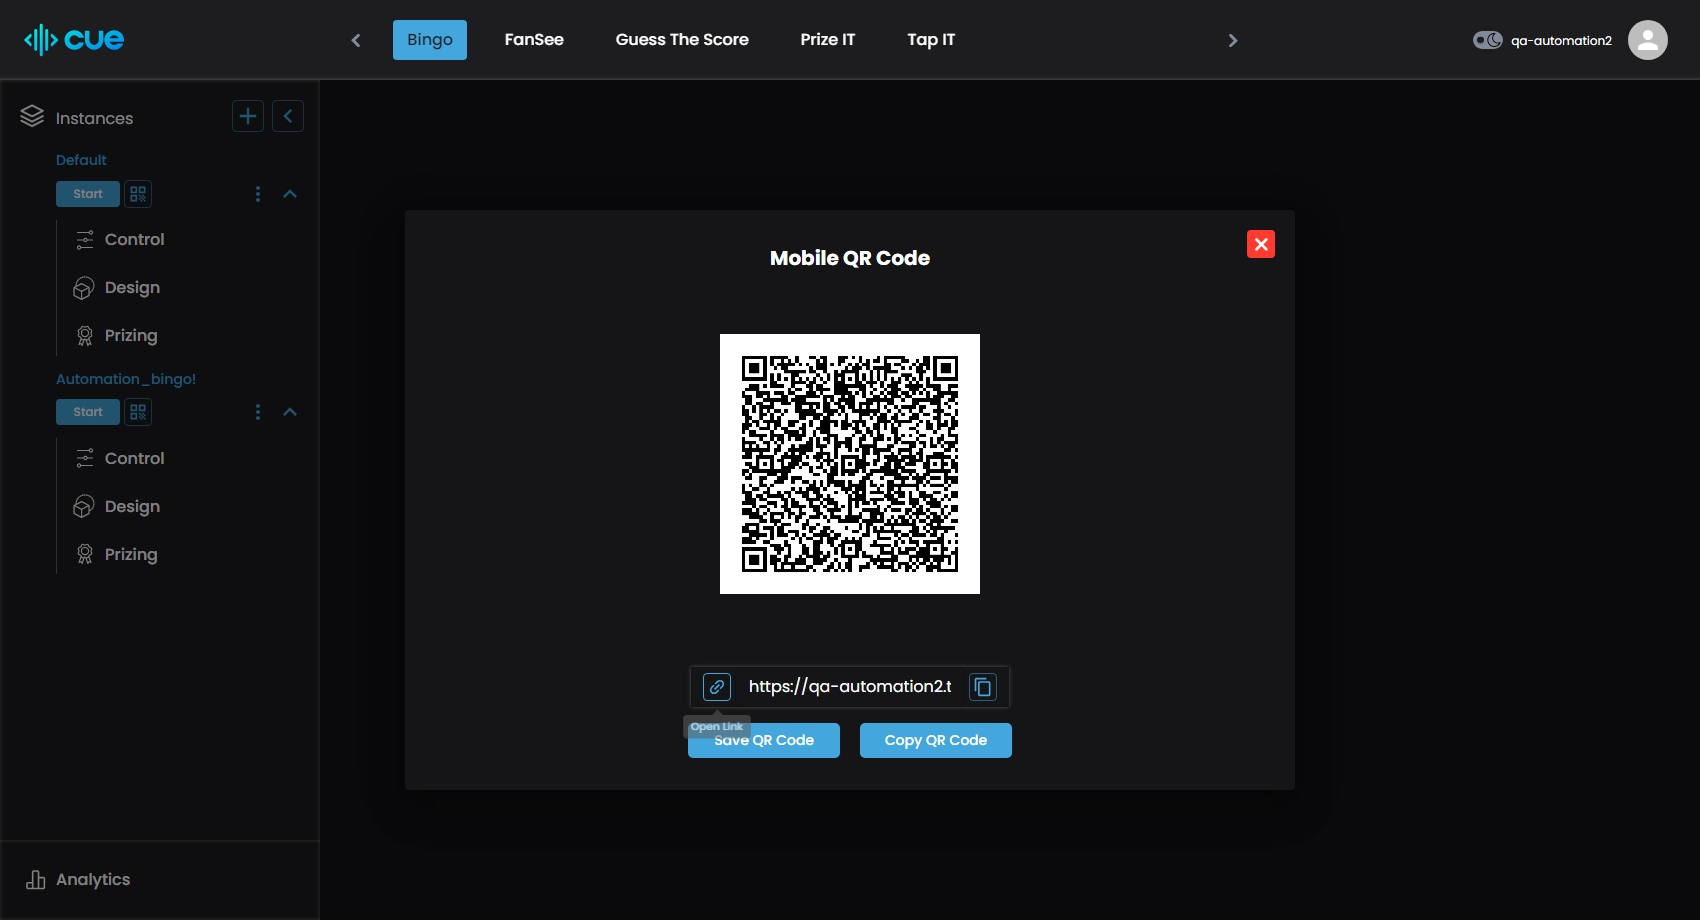 cue
Bingo
FanSee
Guess The Score
Prize IT
Tap IT
qa-automation2
Instances
Default
Start
Control
Design
Prizing
Automation_bingo!
Start
Control
Design
Prizing
Analytics
Mobile QR Code
https://qa-automation2.t
Open Link
Save QR Code
Copy QR Code